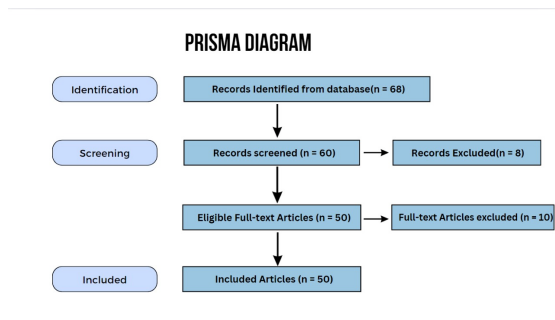 PRISMA DIAGRAM
Identification
Records Identified from database(n = 68)
Screening
Records screened (n = 60)
Records Excluded(n = 8)
Eligible Full-text Articles (n = 50)
Full-text Articles excluded (n = 10)
Included
Included Articles (n = 50)